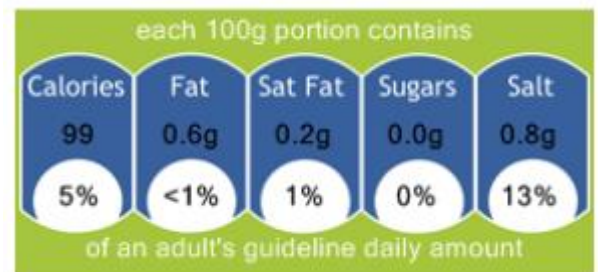 each 100g portion contains
Calories Fat Sat Fat Sugars Salt
99 0.6g 0.2g 0.0g 0.8g
5% <1% 1% 0% 13%
of an adult's guideline daily amount